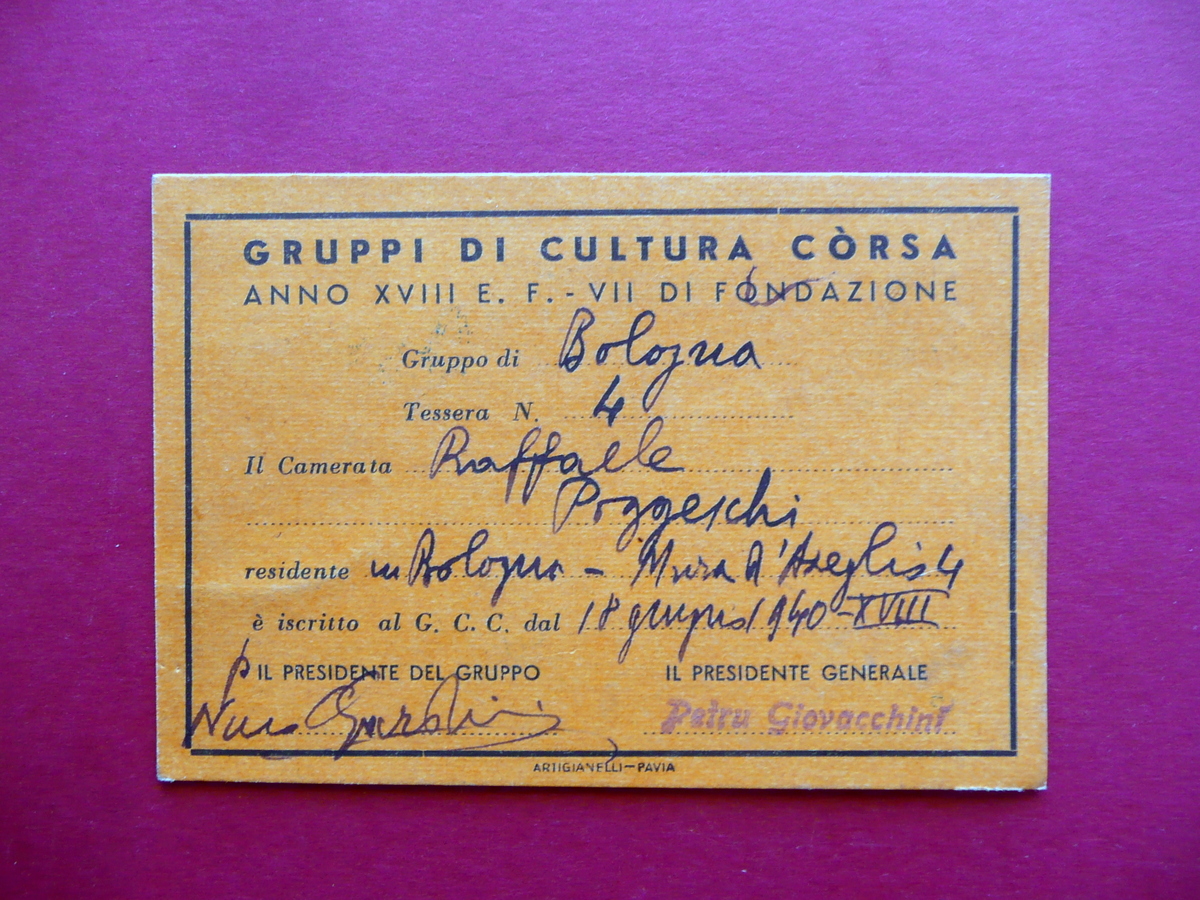 GRUPPI DI CULTURA CÒRSA
ANNO XVIII E. F. - VII DI FONDAZIONE
Gruppo di Bologna
Tessera N. 4
Il Camerata Raffaele
Poggeschi
residente in Bologna - Mura d'Azeglio 4
è iscritto al G. C. C. dal 18 giugno 1940-XVIII
p IL PRESIDENTE DEL GRUPPO IL PRESIDENTE GENERALE
Petru Giovacchini
ARTIGIANELLI-PAVIA